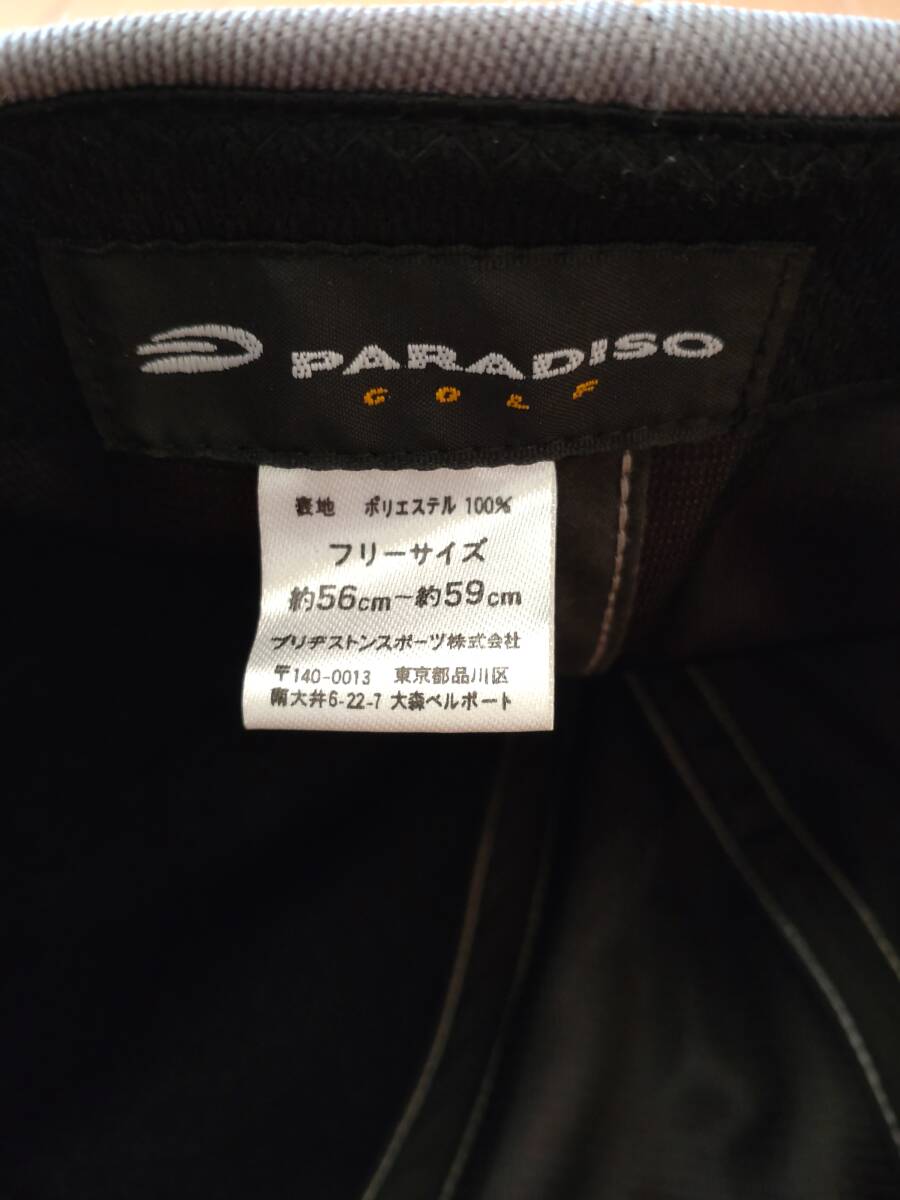 PARADISO
GOLF
表地 ポリエステル 100%
フリーサイズ
約56cm~約59cm
ブリヂストンスポーツ株式会社
〒140-0013 東京都品川区
南大井6-22-7 大森ベルポート